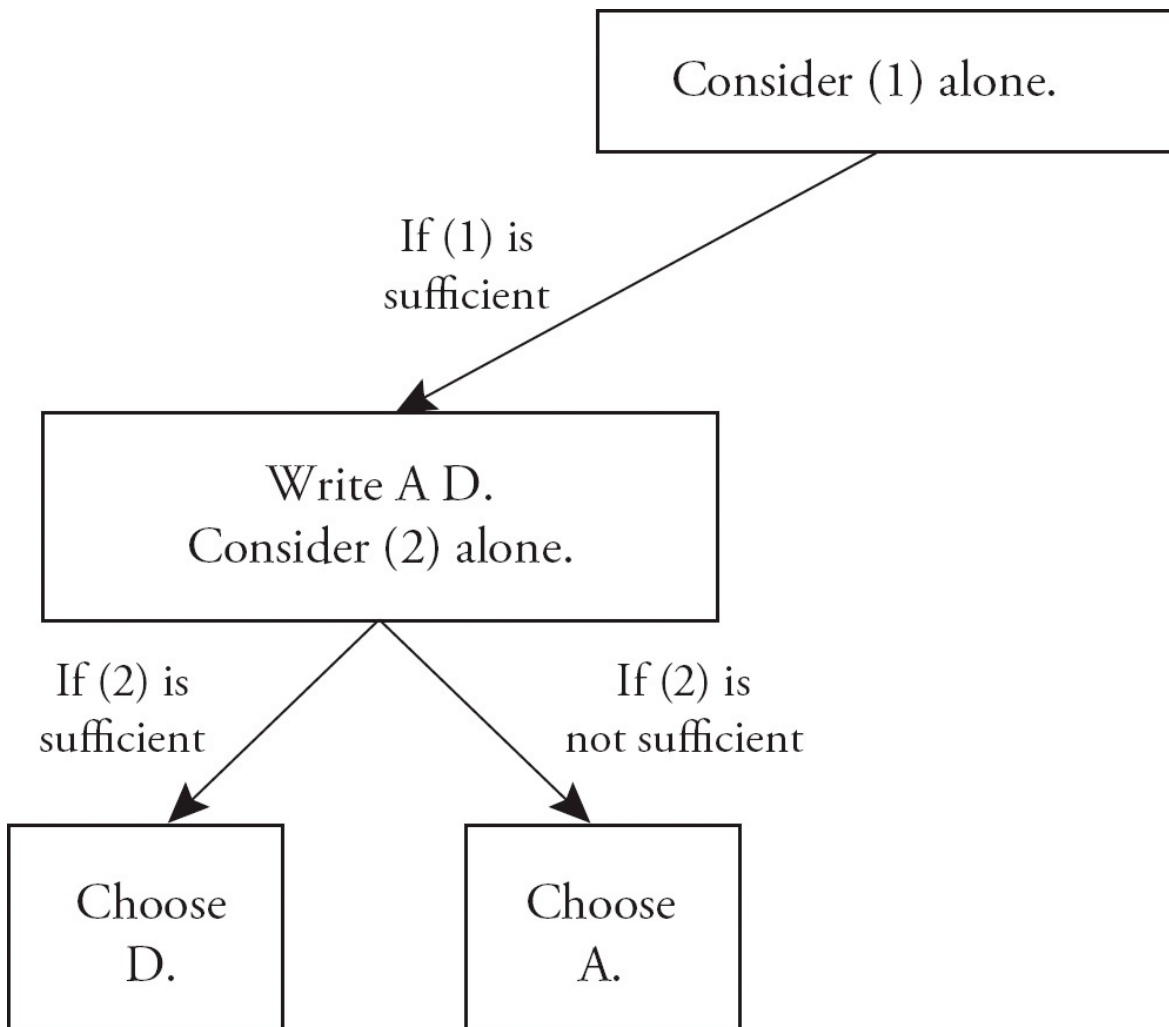 Consider (1) alone.
If (1) is
sufficient
Write A D.
Consider (2) alone.
If (2) is
sufficient
If (2) is
not sufficient
Choose
D.
Choose
A.